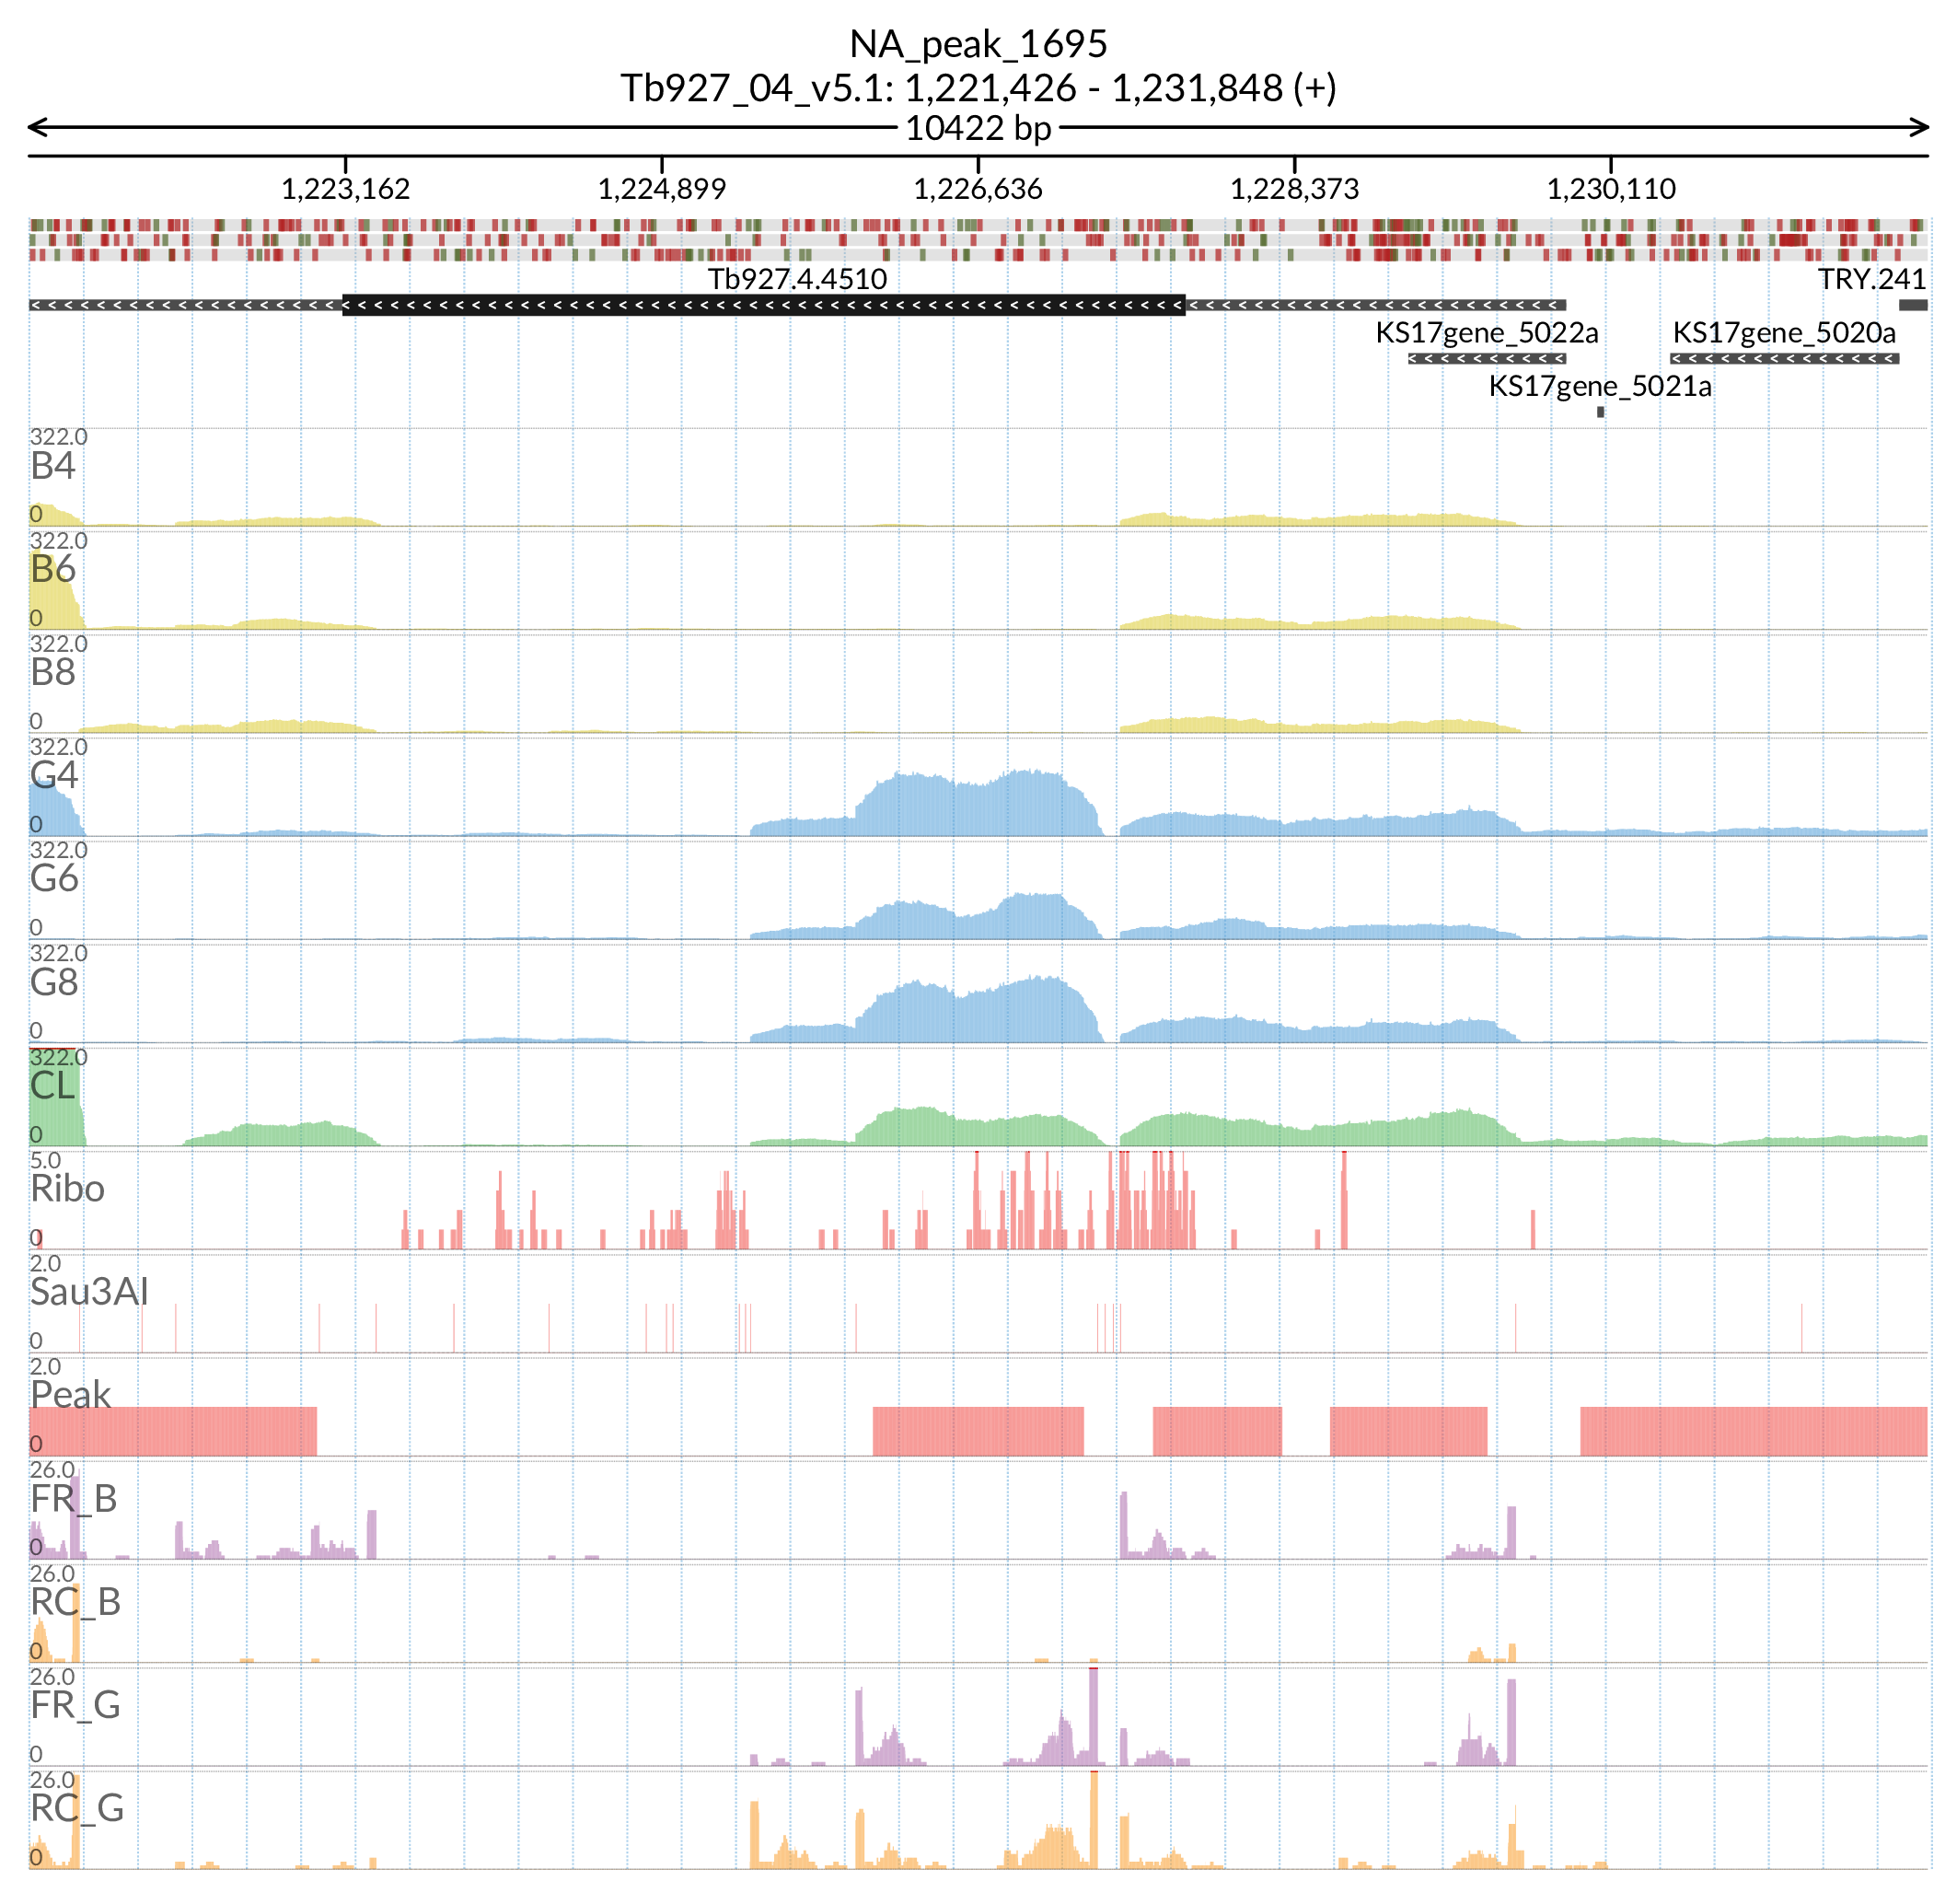 NA_peak_1695
Tb927_04_v5.1: 1,221,426 - 1,231,848 (+)
10422 bp
1,223,162 1,224,899 1,226,636 1,228,373 1,230,110
Tb927.4.4510 TRY.241
KS17gene_5022a KS17gene_5020a
KS17gene_5021a
322.0
B4
0
322.0
B6
0
322.0
B8
0
322.0
G4
0
322.0
G6
0
322.0
G8
0
322.0
CL
0
5.0
Ribo
0
2.0
Sau3AI
0
2.0
Peak
0
26.0
FR_B
0
26.0
RC_B
0
26.0
FR_G
0
26.0
RC_G
0